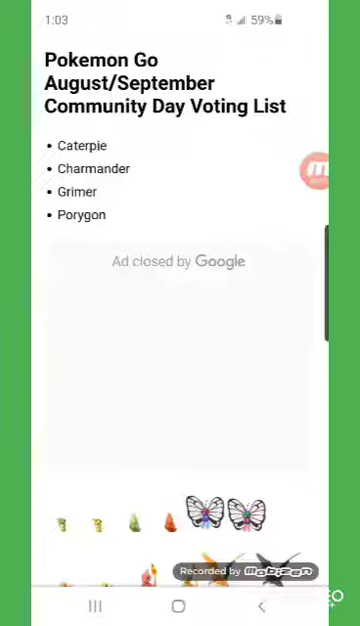 1:03
59%
Pokemon Go
August/September
Community Day Voting List
• Caterpie
• Charmander
• Grimer
• Porygon
Ad closed by Google
Recorded by mobizen